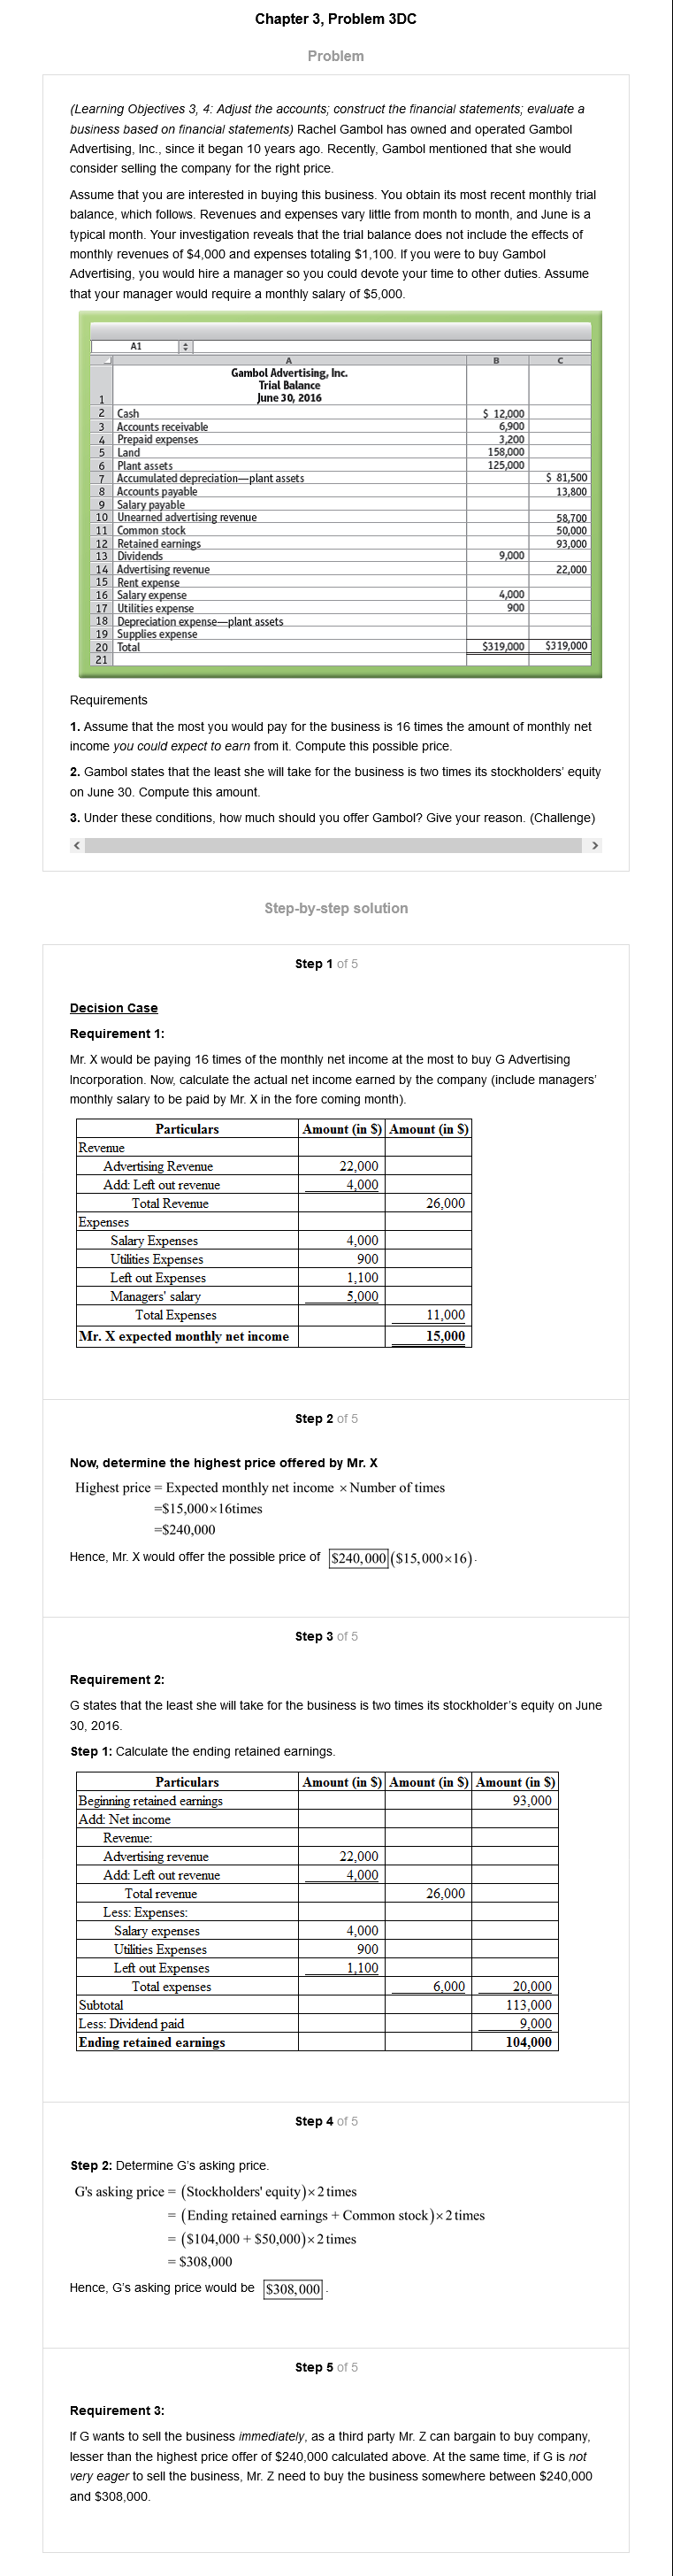 Chapter 3, Problem 3DC
Problem
(Learning Objectives 3, 4: Adjust the accounts; construct the financial statements; evaluate a
business based on financial statements) Rachel Gambol has owned and operated Gambol
Advertising, Inc., since it began 10 years ago. Recently, Gambol mentioned that she would
consider selling the company for the right price.
Assume that you are interested in buying this business. You obtain its most recent monthly trial
balance, which follows. Revenues and expenses vary little from month to month, and June is a
typical month. Your investigation reveals that the trial balance does not include the effects of
monthly revenues of $4,000 and expenses totaling $1,100. If you were to buy Gambol
Advertising, you would hire a manager so you could devote your time to other duties. Assume
that your manager would require a monthly salary of $5,000.
A1
A B C
Gambol Advertising, Inc.
Trial Balance
1 June 30, 2016
2 Cash $ 12,000
3 Accounts receivable 6,900
4 Prepaid expenses 3,200
5 Land 158,000
6 Plant assets 125,000
7 Accumulated depreciation—plant assets $ 81,500
8 Accounts payable 13,800
9 Salary payable
10 Unearned advertising revenue 58,700
11 Common stock 50,000
12 Retained earnings 93,000
13 Dividends 9,000
14 Advertising revenue 22,000
15 Rent expense
16 Salary expense 4,000
17 Utilities expense 900
18 Depreciation expense—plant assets
19 Supplies expense
20 Total $319,000 $319,000
21
Requirements
1. Assume that the most you would pay for the business is 16 times the amount of monthly net
income you could expect to earn from it. Compute this possible price.
2. Gambol states that the least she will take for the business is two times its stockholders' equity
on June 30. Compute this amount.
3. Under these conditions, how much should you offer Gambol? Give your reason. (Challenge)
Step-by-step solution
Step 1 of 5
Decision Case
Requirement 1:
Mr. X would be paying 16 times of the monthly net income at the most to buy G Advertising
Incorporation. Now, calculate the actual net income earned by the company (include managers'
monthly salary to be paid by Mr. X in the fore coming month).
Particulars Amount (in $) Amount (in $)
Revenue
Advertising Revenue 22,000
Add: Left out revenue 4,000
Total Revenue 26,000
Expenses
Salary Expenses 4,000
Utilities Expenses 900
Left out Expenses 1,100
Managers' salary 5,000
Total Expenses 11,000
Mr. X expected monthly net income 15,000
Step 2 of 5
Now, determine the highest price offered by Mr. X
Highest price = Expected monthly net income × Number of times
=$15,000×16times
=$240,000
Hence, Mr. X would offer the possible price of $240,000 ($15,000×16).
Step 3 of 5
Requirement 2:
G states that the least she will take for the business is two times its stockholder's equity on June
30, 2016.
Step 1: Calculate the ending retained earnings.
Particulars Amount (in $) Amount (in $) Amount (in $)
Beginning retained earnings 93,000
Add: Net income
Revenue:
Advertising revenue 22,000
Add: Left out revenue 4,000
Total revenue 26,000
Less: Expenses:
Salary expenses 4,000
Utilities Expenses 900
Left out Expenses 1,100
Total expenses 6,000 20,000
Subtotal 113,000
Less: Dividend paid 9,000
Ending retained earnings 104,000
Step 4 of 5
Step 2: Determine G's asking price.
G's asking price = (Stockholders' equity)×2 times
= (Ending retained earnings + Common stock)×2 times
= ($104,000 + $50,000)×2 times
= $308,000
Hence, G's asking price would be $308,000.
Step 5 of 5
Requirement 3:
If G wants to sell the business immediately, as a third party Mr. Z can bargain to buy company,
lesser than the highest price offer of $240,000 calculated above. At the same time, if G is not
very eager to sell the business, Mr. Z need to buy the business somewhere between $240,000
and $308,000.